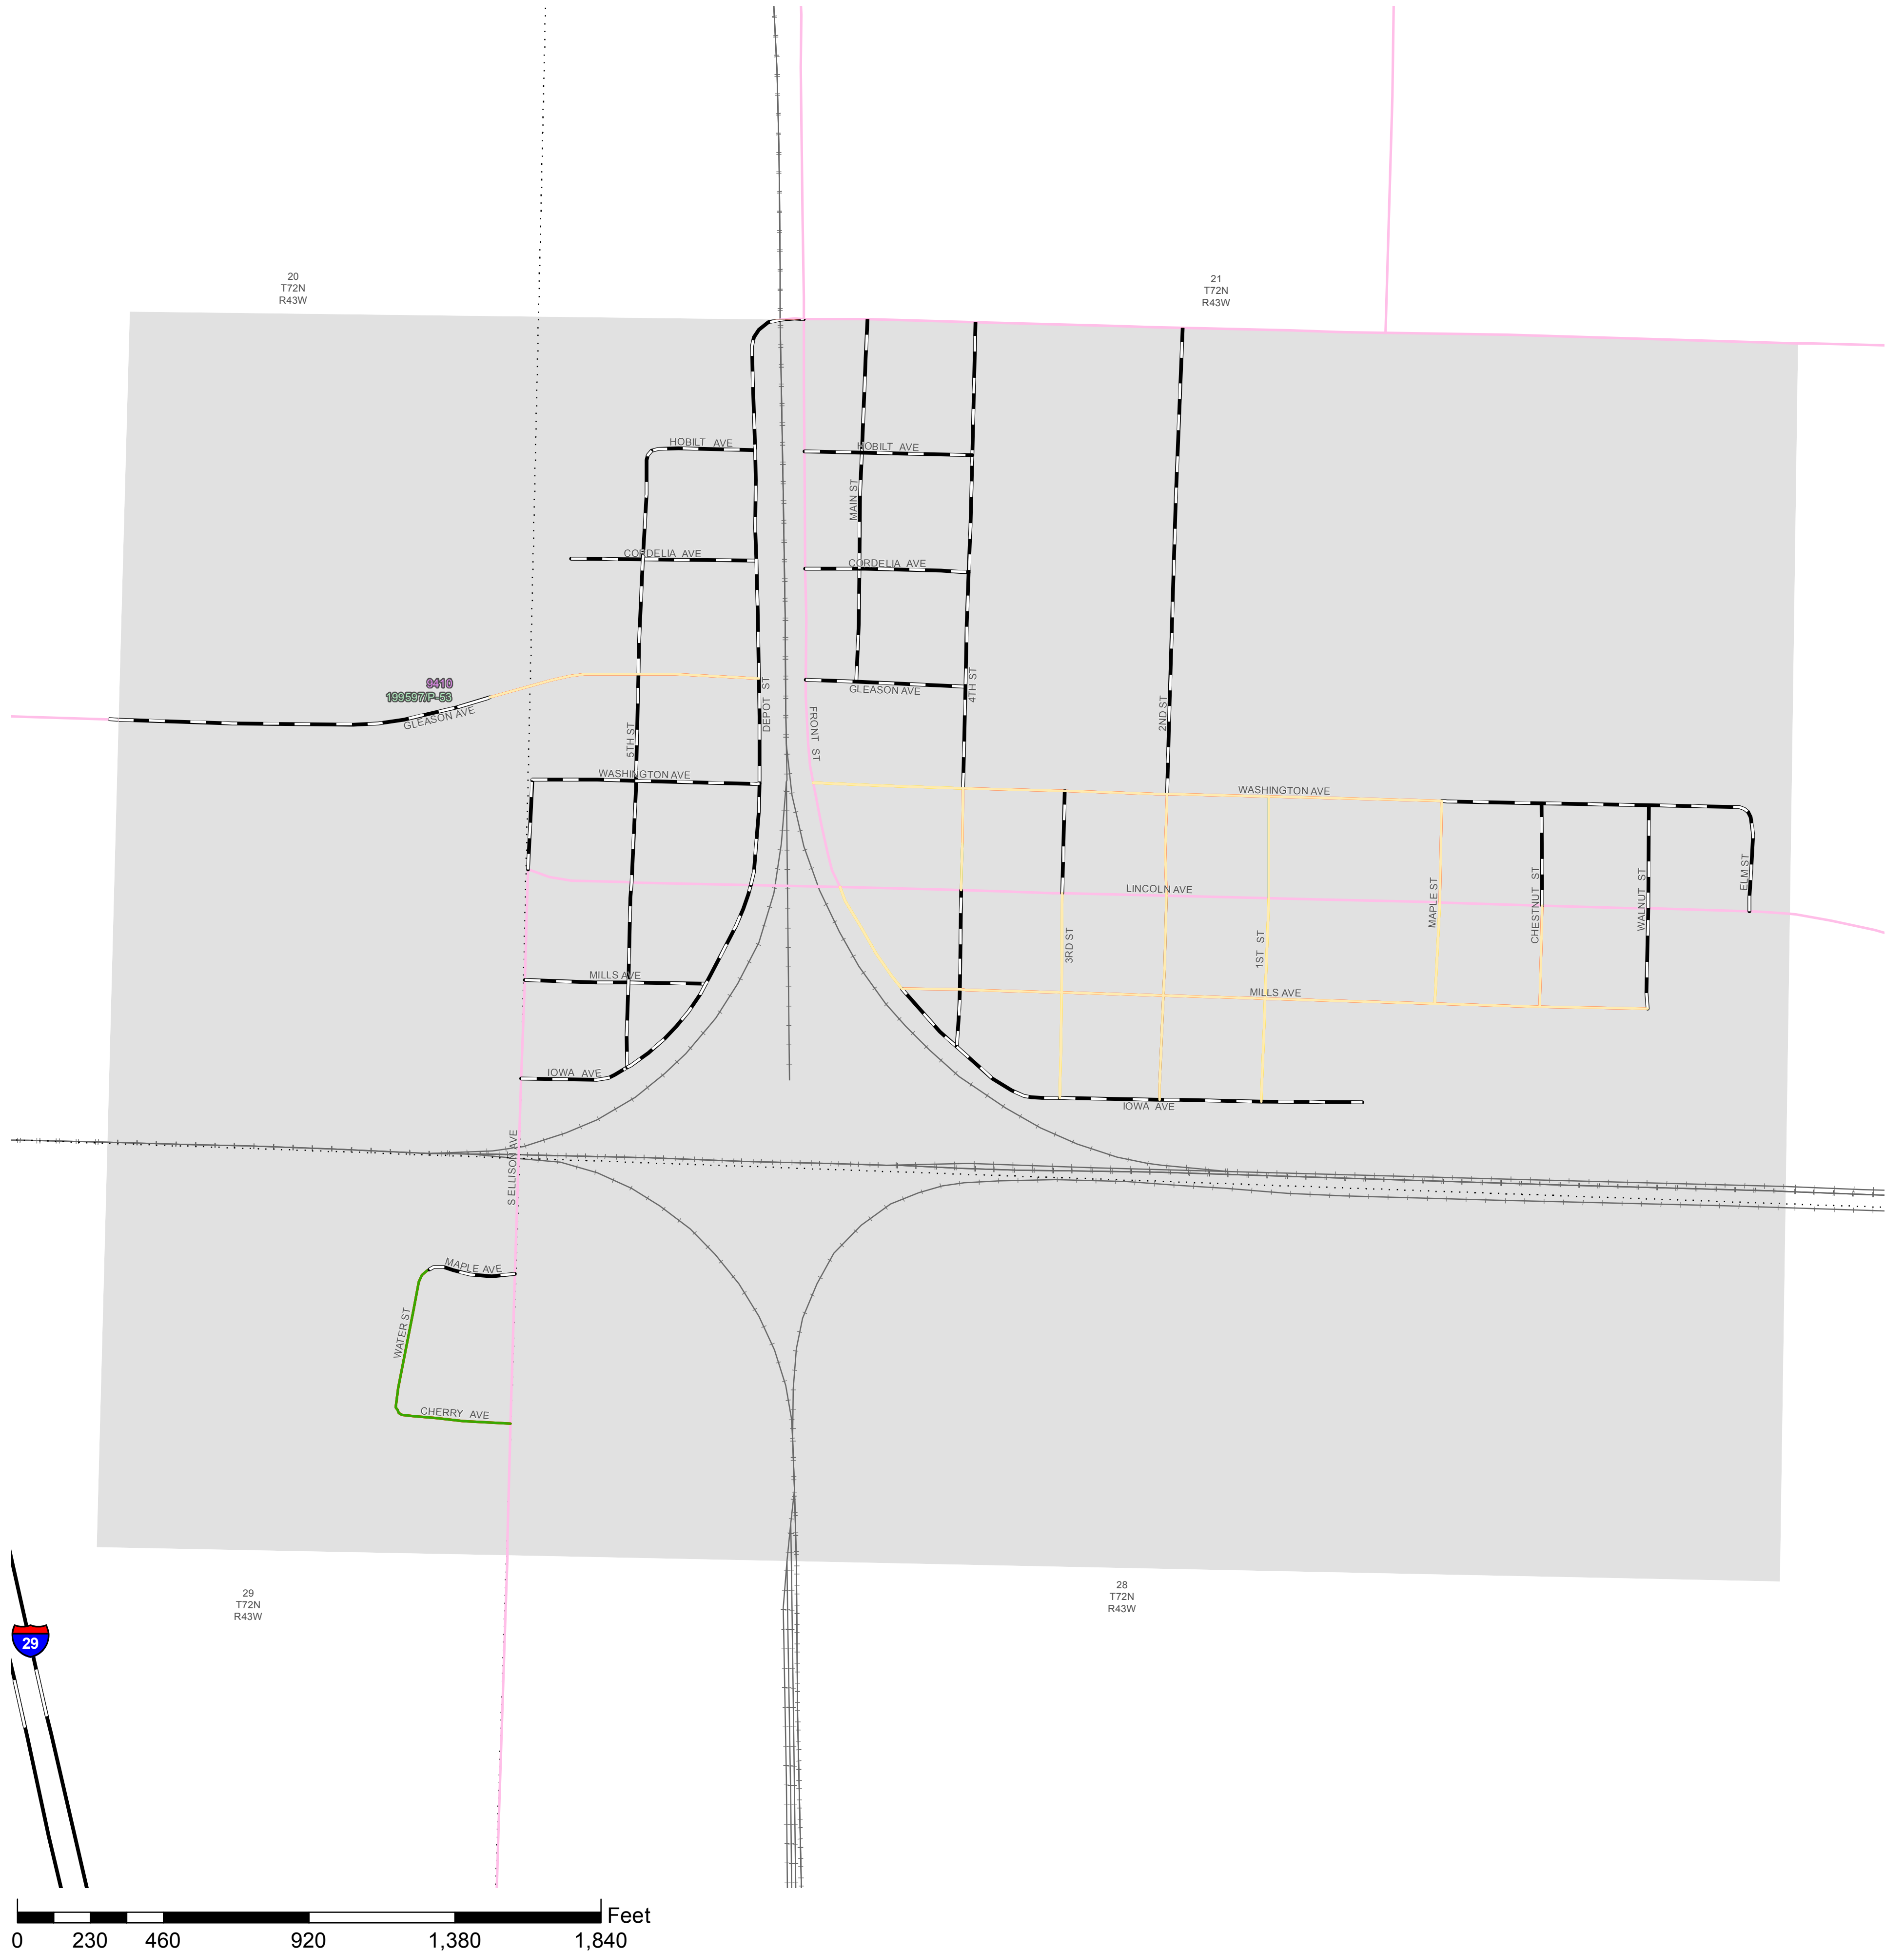 20
T72N
R43W
21
T72N
R43W
HOBILT AVE
HOBILT AVE
MAIN ST
CORDELIA AVE
CORDELIA AVE
9410
199597/P-53
GLEASON AVE
GLEASON AVE
4TH ST
DEPOT ST
FRONT ST
2ND ST
5TH ST
WASHINGTON AVE
WASHINGTON AVE
LINCOLN AVE
ELM ST
MAPLE ST
CHESTNUT ST
WALNUT ST
3RD ST
1ST ST
MILLS AVE
MILLS AVE
IOWA AVE
IOWA AVE
S ELLISON AVE
MAPLE AVE
WATER ST
CHERRY AVE
29
T72N
R43W
28
T72N
R43W
29
Feet
0 230 460 920 1,380 1,840